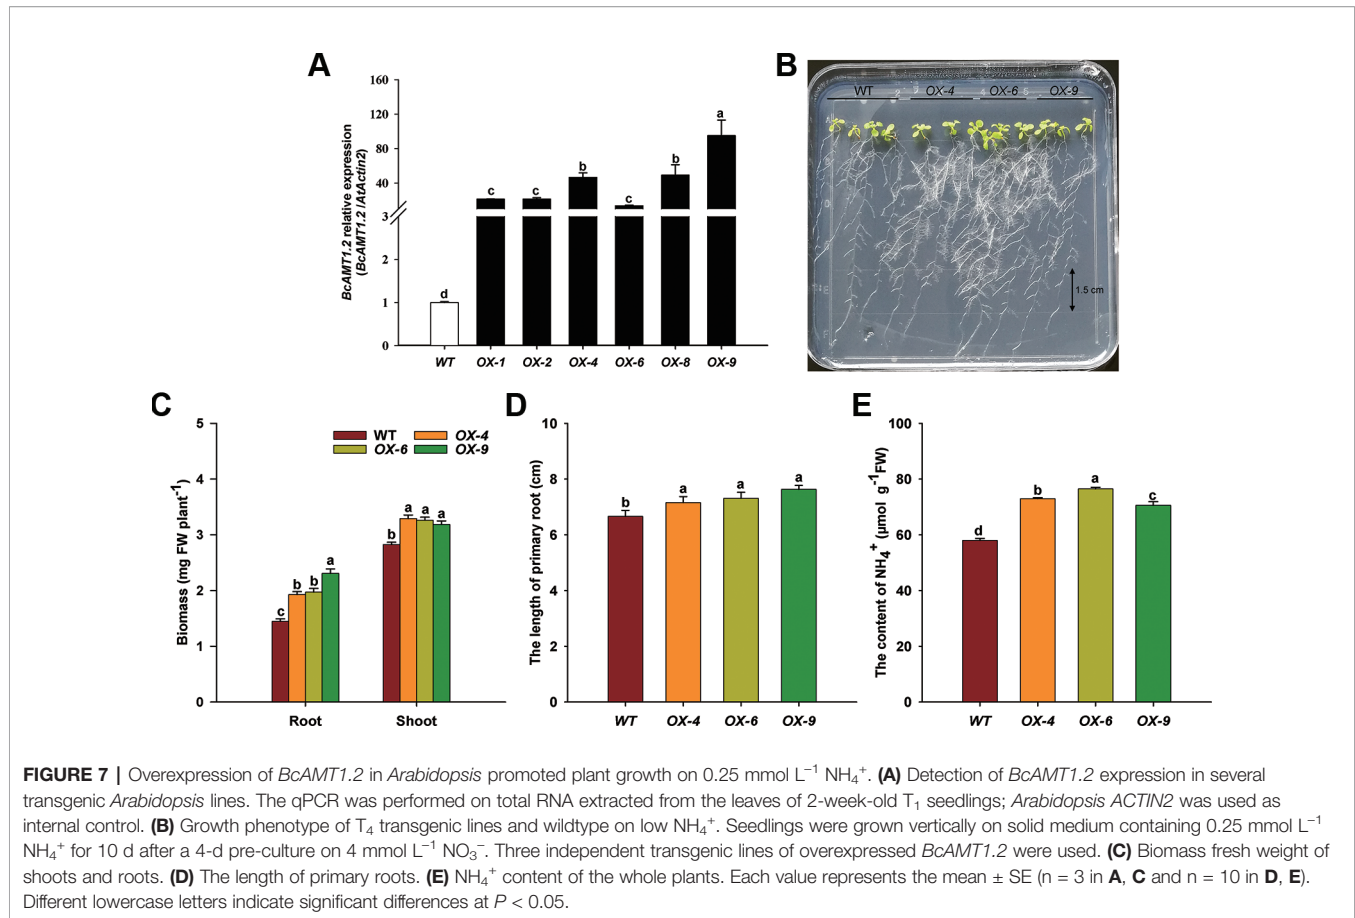 A
BcAMT1.2 relative expression
(BcAMT1.2 /AtActin2)
160
120
80
40
3
2
1
0
d
c
c
b
c
b
a
WT
OX-1
OX-2
OX-4
OX-6
OX-8
OX-9
B
WT
OX-4
OX-6
OX-9
1.5 cm
C
Biomass (mg FW plant⁻¹)
5
4
3
2
1
0
WT
OX-4
OX-6
OX-9
c
b
b
a
b
a
a
a
Root
Shoot
D
The length of primary root (cm)
10
8
6
4
2
0
b
a
a
a
WT
OX-4
OX-6
OX-9
E
The content of NH₄⁺ (μmol g⁻¹FW)
100
80
60
40
20
0
d
b
a
c
WT
OX-4
OX-6
OX-9
FIGURE 7 | Overexpression of BcAMT1.2 in Arabidopsis promoted plant growth on 0.25 mmol L⁻¹ NH₄⁺. (A) Detection of BcAMT1.2 expression in several
transgenic Arabidopsis lines. The qPCR was performed on total RNA extracted from the leaves of 2-week-old T₁ seedlings; Arabidopsis ACTIN2 was used as
internal control. (B) Growth phenotype of T₄ transgenic lines and wildtype on low NH₄⁺. Seedlings were grown vertically on solid medium containing 0.25 mmol L⁻¹
NH₄⁺ for 10 d after a 4-d pre-culture on 4 mmol L⁻¹ NO₃⁻. Three independent transgenic lines of overexpressed BcAMT1.2 were used. (C) Biomass fresh weight of
shoots and roots. (D) The length of primary roots. (E) NH₄⁺ content of the whole plants. Each value represents the mean ± SE (n = 3 in A, C and n = 10 in D, E).
Different lowercase letters indicate significant differences at P < 0.05.